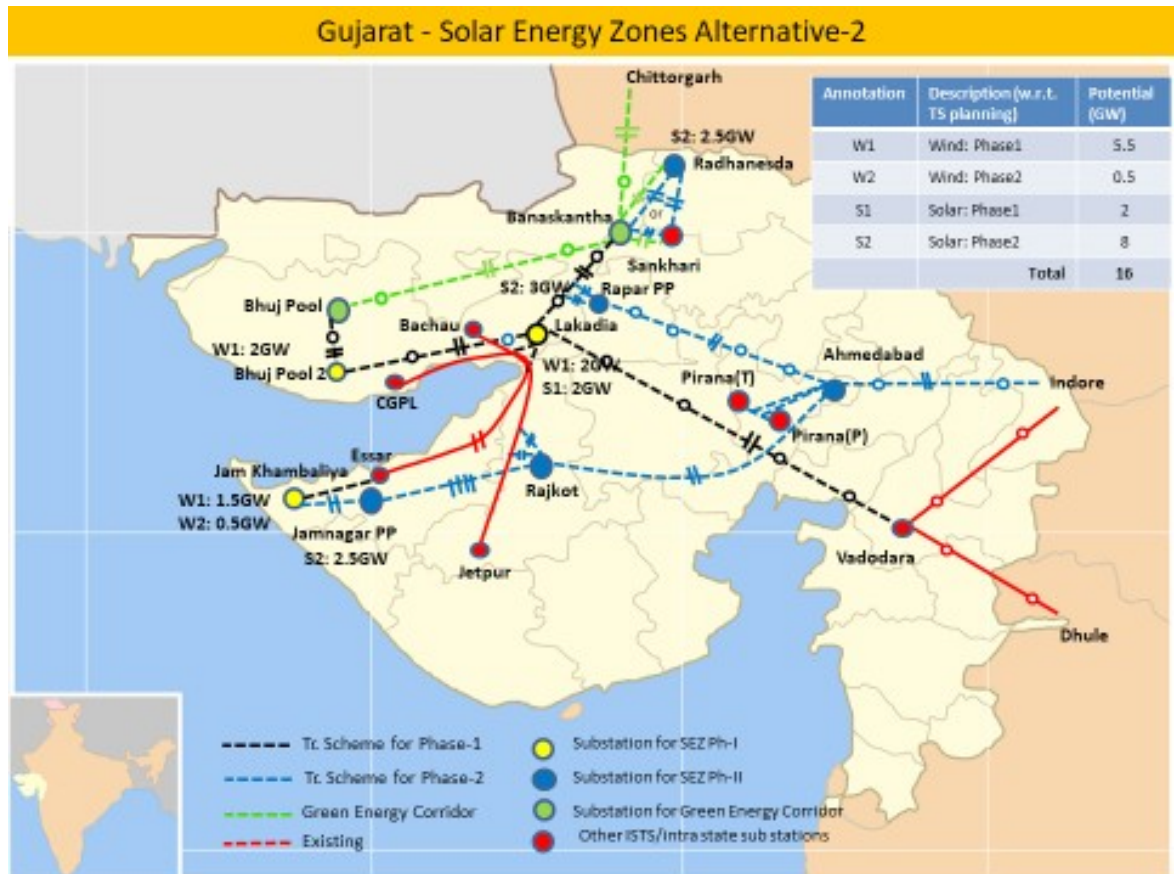 Gujarat - Solar Energy Zones Alternative-2
Chittorgarh
Annotation Description (w.r.t. TS planning) Potential (GW)
W1 Wind: Phase1 5.5
W2 Wind: Phase2 0.5
S1 Solar: Phase1 2
S2 Solar: Phase2 8
Total 16
S2: 2.5GW
Radhanesda
or
Banaskantha
Sankhari
S2: 3GW
Rapar PP
Bhuj Pool
Bachau
Lakadia
W1: 2GW
Bhuj Pool 2
W1: 2GW
S1: 2GW
CGPL
Ahmedabad
Pirana(T)
Indore
Pirana(P)
Essar
Jam Khambaliya
W1: 1.5GW
W2: 0.5GW
Rajkot
Jamnagar PP
S2: 2.5GW
Jetpur
Vadodara
Dhule
Tr. Scheme for Phase-1
Tr. Scheme for Phase-2
Green Energy Corridor
Existing
Substation for SEZ Ph-I
Substation for SEZ Ph-II
Substation for Green Energy Corridor
Other ISTS/intra state sub stations